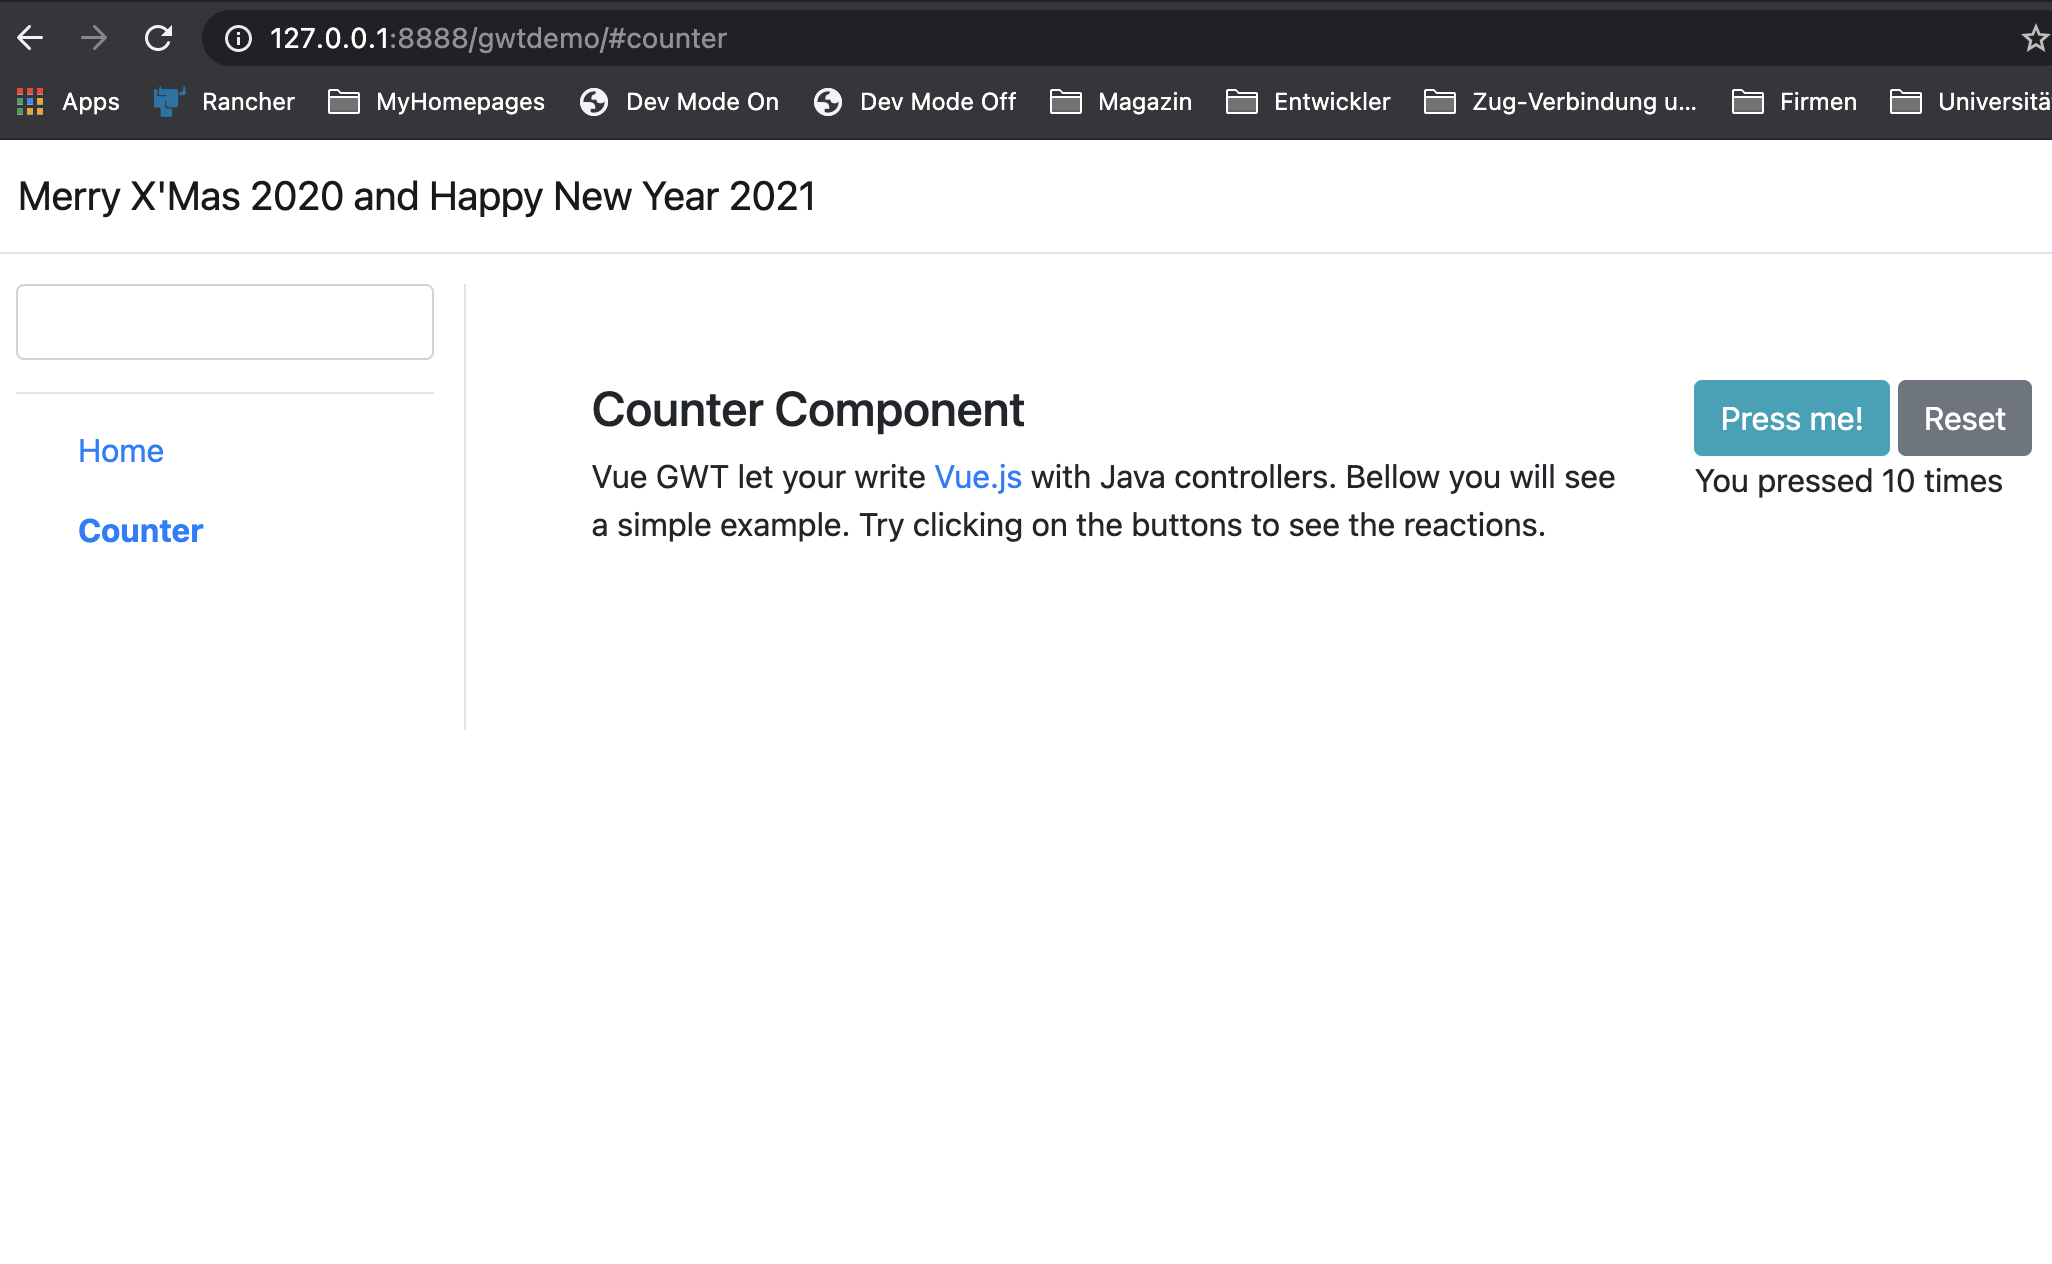 127.0.0.1:8888/gwtdemo/#counter
Apps Rancher MyHomepages Dev Mode On Dev Mode Off Magazin Entwickler Zug-Verbindung u... Firmen Universitä
Merry X'Mas 2020 and Happy New Year 2021
Home
Counter
Counter Component
Vue GWT let your write Vue.js with Java controllers. Bellow you will see
a simple example. Try clicking on the buttons to see the reactions.
Press me! Reset
You pressed 10 times